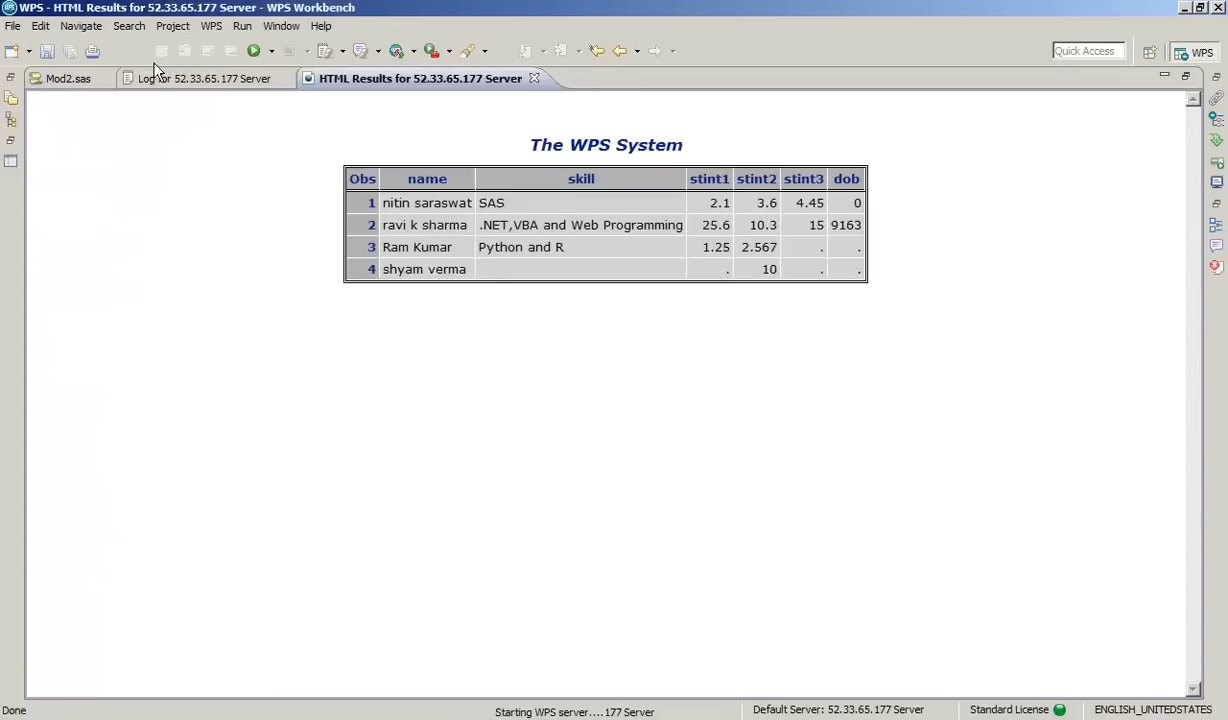 WPS - HTML Results for 52.33.65.177 Server - WPS Workbench
File Edit Navigate Search Project WPS Run Window Help
Quick Access WPS
Mod2.sas Log for 52.33.65.177 Server HTML Results for 52.33.65.177 Server
The WPS System
Obs name skill stint1 stint2 stint3 dob
1 nitin saraswat SAS 2.1 3.6 4.45 0
2 ravi k sharma .NET,VBA and Web Programming 25.6 10.3 15 9163
3 Ram Kumar Python and R 1.25 2.567 . .
4 shyam verma . 10 . .
Done Starting WPS server....177 Server Default Server: 52.33.65.177 Server Standard License ENGLISH_UNITEDSTATES